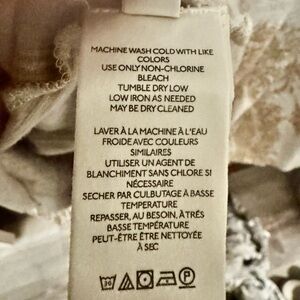 MACHINE WASH COLD WITH LIKE
COLORS
USE ONLY NON-CHLORINE
BLEACH
TUMBLE DRY LOW
LOW IRON AS NEEDED
MAY BE DRY CLEANED
LAVER À LA MACHINE À L'EAU
FROIDE AVEC COULEURS
SIMILAIRES
UTILISER UN AGENT DE
BLANCHIMENT SANS CHLORE SI
NÉCESSAIRE
SECHER PAR CULBUTAGE À BASSE
TEMPERATURE
REPASSER, AU BESOIN, À TRÉS
BASSE TEMPÉRATURE
PEUT-ÊTRE ÊTRE NETTOYÉE
À SEC